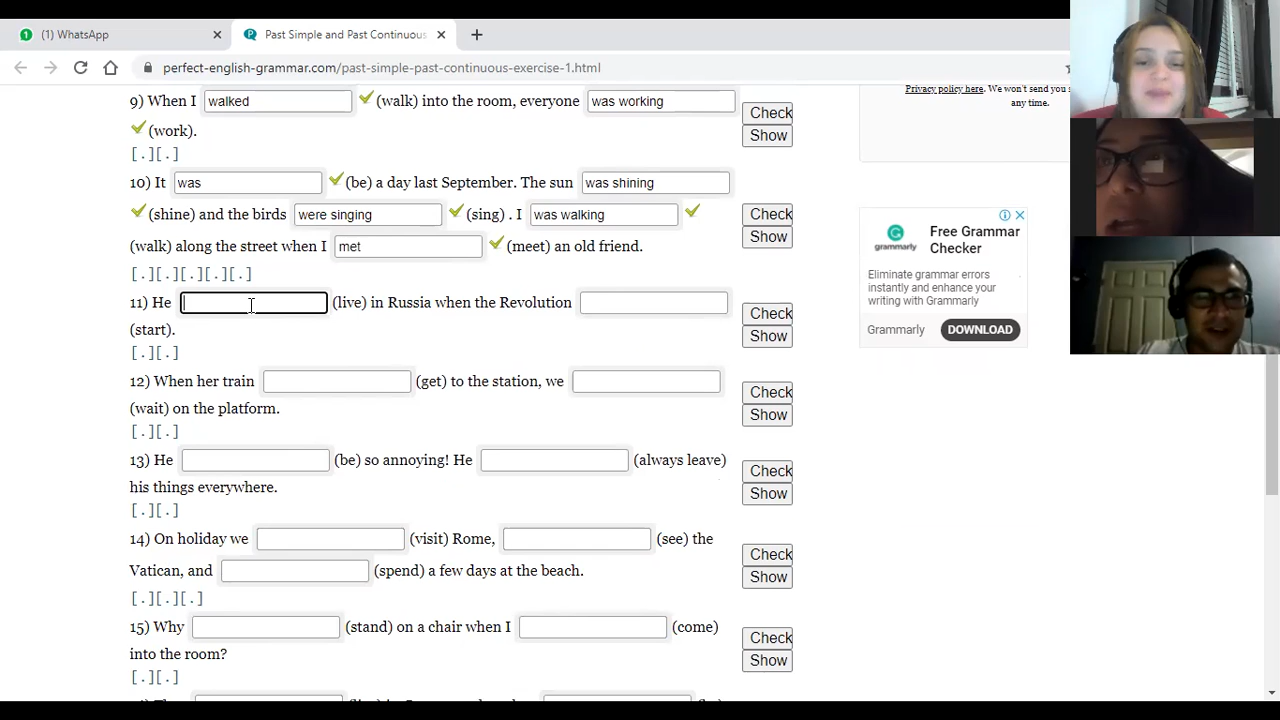 (1) WhatsApp
Past Simple and Past Continuous
perfect-english-grammar.com/past-simple-past-continuous-exercise-1.html
Privacy policy here. We won't send you s
any time.
9) When I walked (walk) into the room, everyone was working Check
(work). Show
[.][.]
10) It was (be) a day last September. The sun was shining
(shine) and the birds were singing (sing) . I was walking Check
(walk) along the street when I met (meet) an old friend. Show
[.][.][.][.][.]
11) He (live) in Russia when the Revolution Check
(start). Show
[.][.]
12) When her train (get) to the station, we Check
(wait) on the platform. Show
[.][.]
13) He (be) so annoying! He (always leave) Check
his things everywhere. Show
[.][.]
14) On holiday we (visit) Rome, (see) the Check
Vatican, and (spend) a few days at the beach. Show
[.][.][.]
15) Why (stand) on a chair when I (come) Check
into the room? Show
[.][.]
grammarly
Free Grammar
Checker
Eliminate grammar errors
instantly and enhance your
writing with Grammarly
Grammarly DOWNLOAD